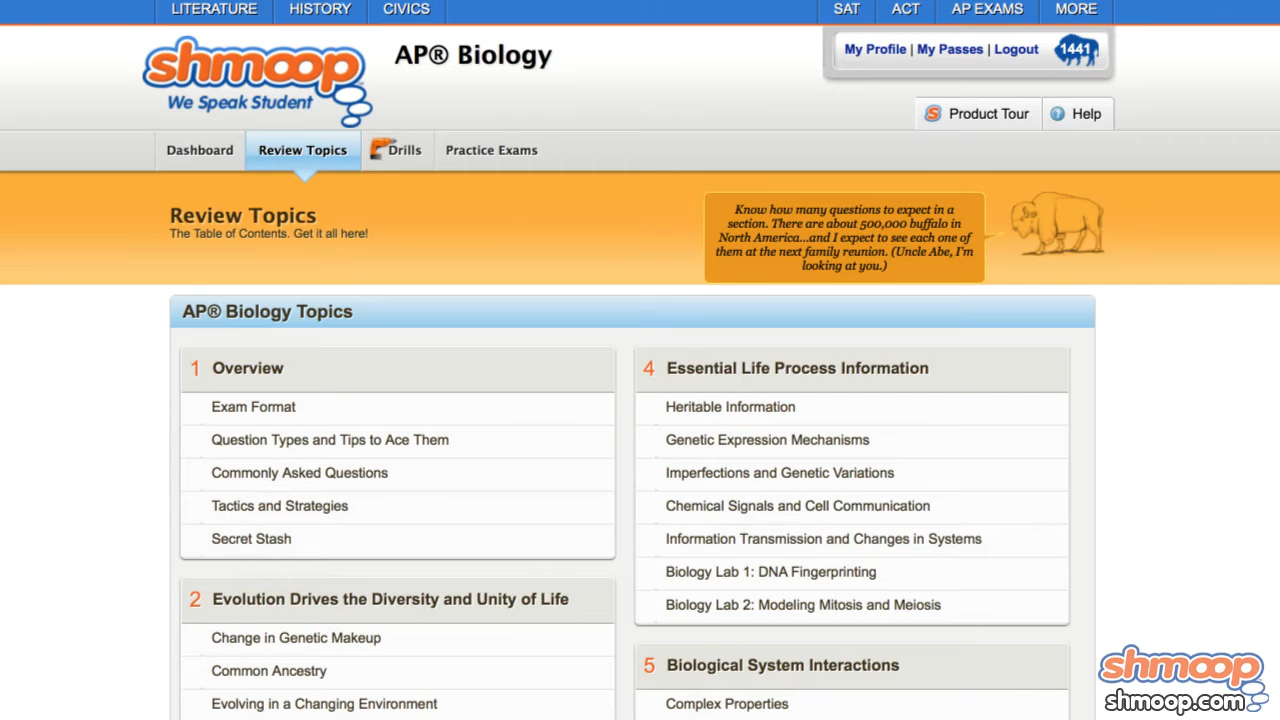 LITERATURE HISTORY CIVICS SAT ACT AP EXAMS MORE
shmoop
We Speak Student
AP® Biology
My Profile | My Passes | Logout 1441
Product Tour Help
Dashboard Review Topics Drills Practice Exams
Review Topics
The Table of Contents. Get it all here!
Know how many questions to expect in a
section. There are about 500,000 buffalo in
North America...and I expect to see each one of
them at the next family reunion. (Uncle Abe, I'm
looking at you.)
AP® Biology Topics
1 Overview
Exam Format
Question Types and Tips to Ace Them
Commonly Asked Questions
Tactics and Strategies
Secret Stash
2 Evolution Drives the Diversity and Unity of Life
Change in Genetic Makeup
Common Ancestry
Evolving in a Changing Environment
4 Essential Life Process Information
Heritable Information
Genetic Expression Mechanisms
Imperfections and Genetic Variations
Chemical Signals and Cell Communication
Information Transmission and Changes in Systems
Biology Lab 1: DNA Fingerprinting
Biology Lab 2: Modeling Mitosis and Meiosis
5 Biological System Interactions
Complex Properties
shmoop
shmoop.com